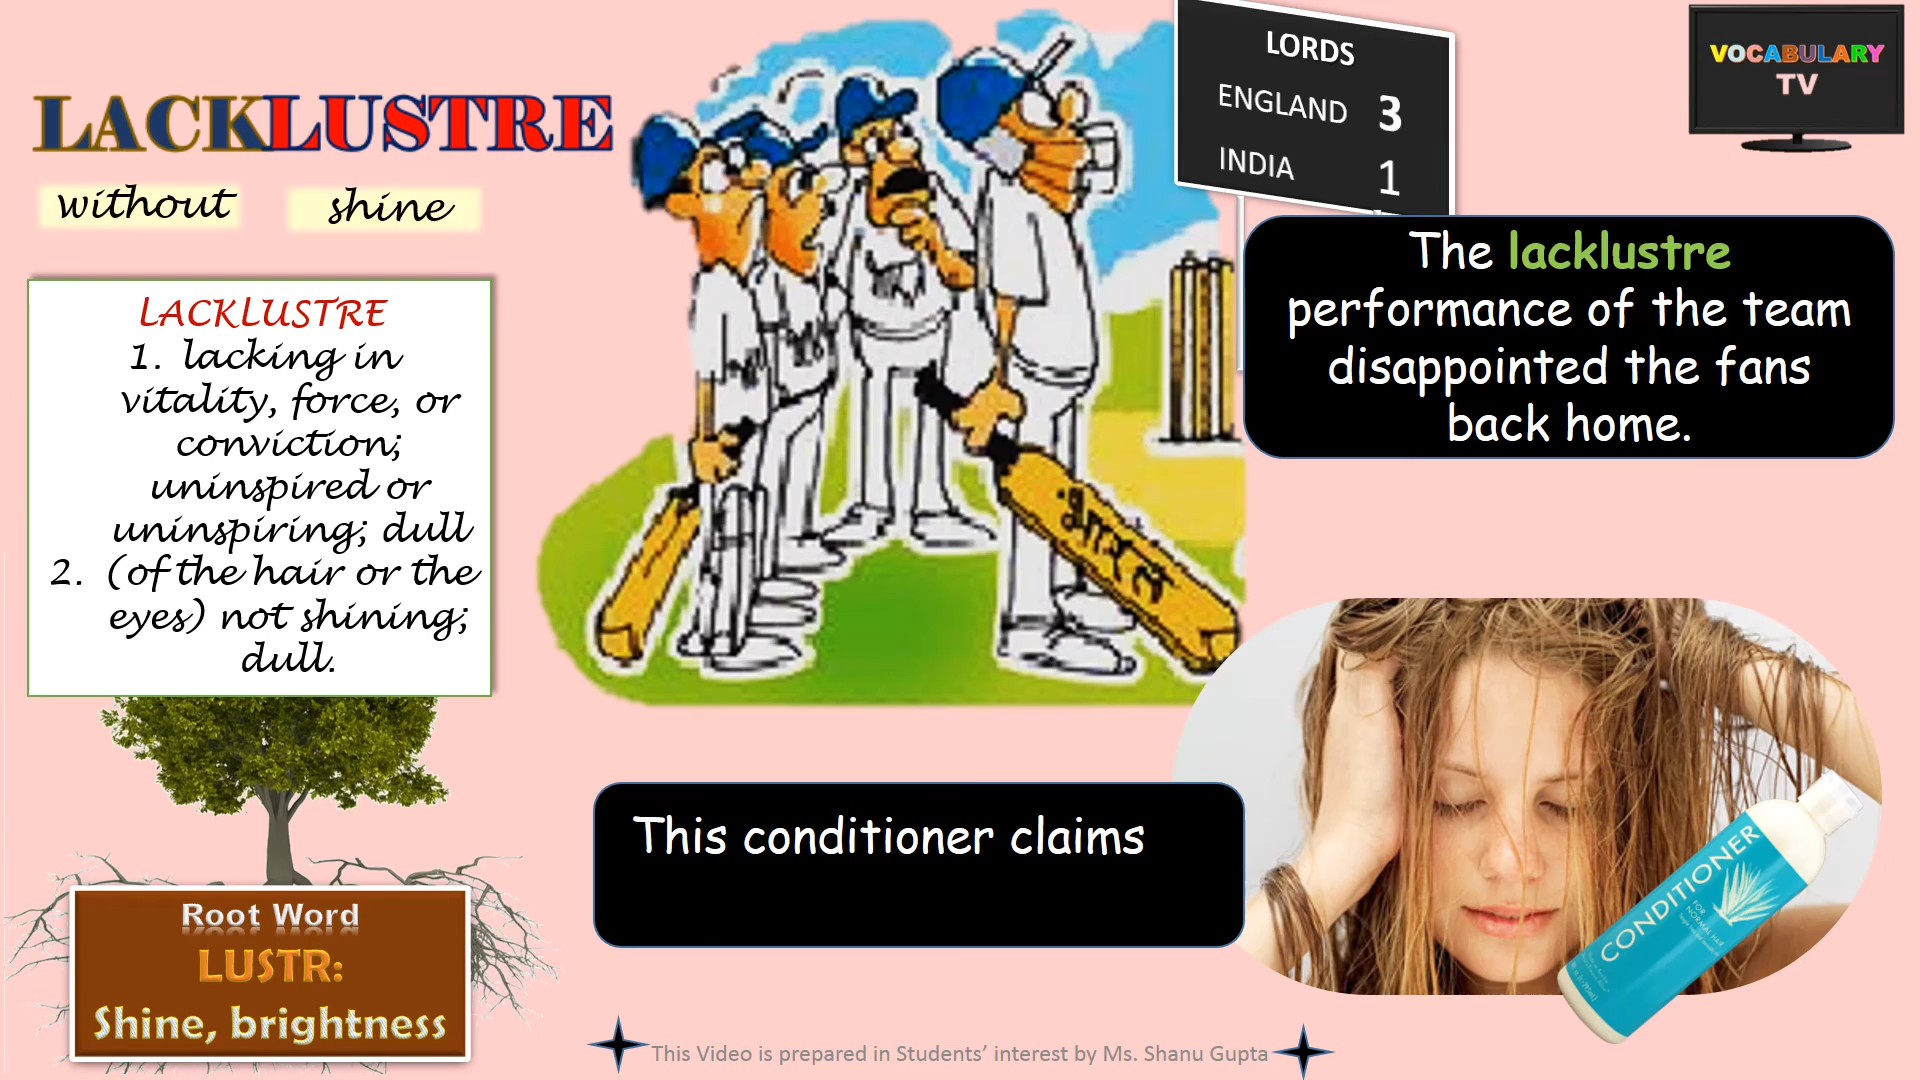 LACKLUSTRE
without shine
LACKLUSTRE
1. lacking in
vitality, force, or
conviction;
uninspired or
uninspiring; dull
2. (of the hair or the
eyes) not shining;
dull.
Root Word
LUSTR:
Shine, brightness
LORDS
ENGLAND 3
INDIA 1
VOCABULARY
TV
The lacklustre
performance of the team
disappointed the fans
back home.
This conditioner claims
CONDITIONER
FOR
NORMAL HAIR
This Video is prepared in Students’ interest by Ms. Shanu Gupta